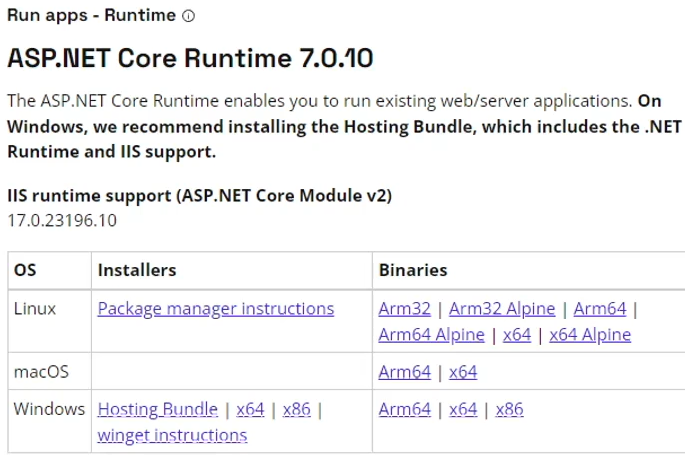 Run apps - Runtime
ASP.NET Core Runtime 7.0.10
The ASP.NET Core Runtime enables you to run existing web/server applications. On
Windows, we recommend installing the Hosting Bundle, which includes the .NET
Runtime and IIS support.
IIS runtime support (ASP.NET Core Module v2)
17.0.23196.10
OS Installers Binaries
Linux Package manager instructions Arm32 | Arm32 Alpine | Arm64 |
Arm64 Alpine | x64 | x64 Alpine
macOS Arm64 | x64
Windows Hosting Bundle | x64 | x86 | Arm64 | x64 | x86
winget instructions